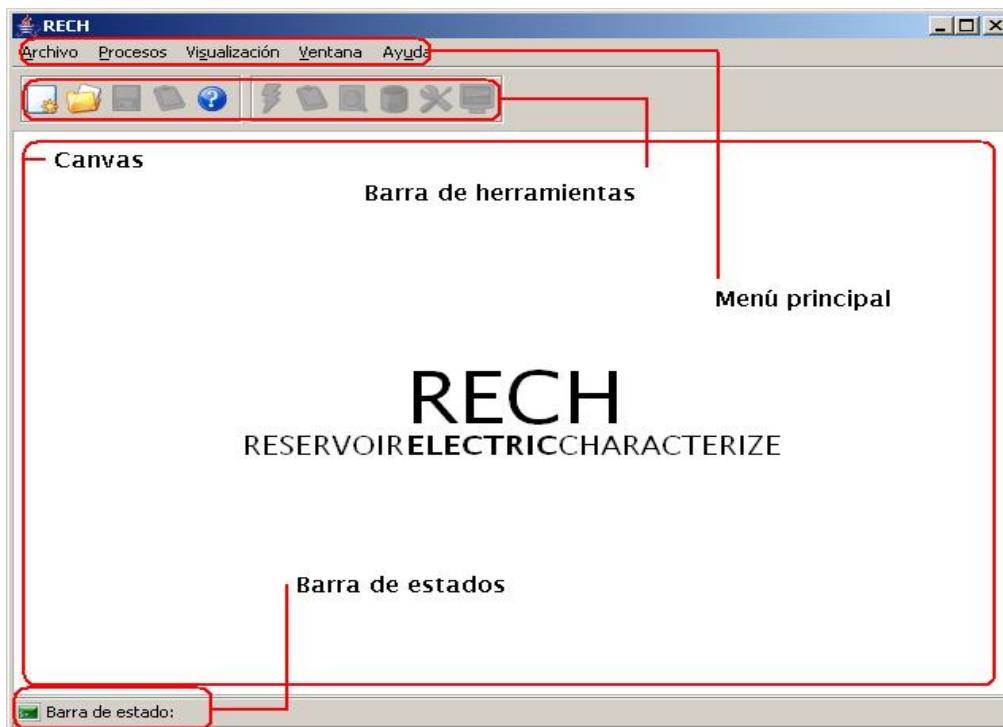 RECH
Archivo Procesos Visualización Ventana Ayuda
Canvas
Barra de herramientas
Menú principal
RECH
RESERVOIRELECTRICCHARACTERIZE
Barra de estados
Barra de estado: